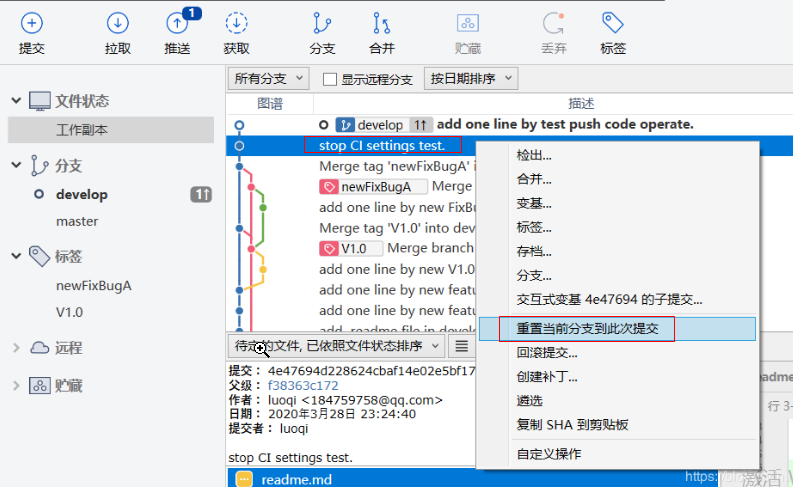 1
提交 拉取 推送 获取 分支 合并 贮藏 丢弃 标签
文件状态
工作副本
分支
develop 1↑
master
标签
newFixBugA
V1.0
远程
贮藏
所有分支 显示远程分支 按日期排序
图谱 描述
develop 1↑ add one line by test push code operate.
stop CI settings test.
Merge tag 'newFixBugA' i
newFixBugA Merge
add one line by new FixBu
Merge tag 'V1.0' into dev
V1.0 Merge branch
add one line by new V1.0
add one line by new featu
add one line by new featu
add readme file in develo
检出...
合并...
变基...
标签...
存档...
分支...
交互式变基 4e47694 的子提交...
重置当前分支到此次提交
回滚提交...
创建补丁...
遴选
复制 SHA 到剪贴板
自定义操作
待定的文件, 已依照文件状态排序
提交： 4e47694d228624cbaf14e02e5bf17
父级： f38363c172
作者： luoqi <184759758@qq.com>
日期： 2020年3月28日 23:24:40
提交者： luoqi
stop CI settings test.
readme.md
eadme
行 3-
激活